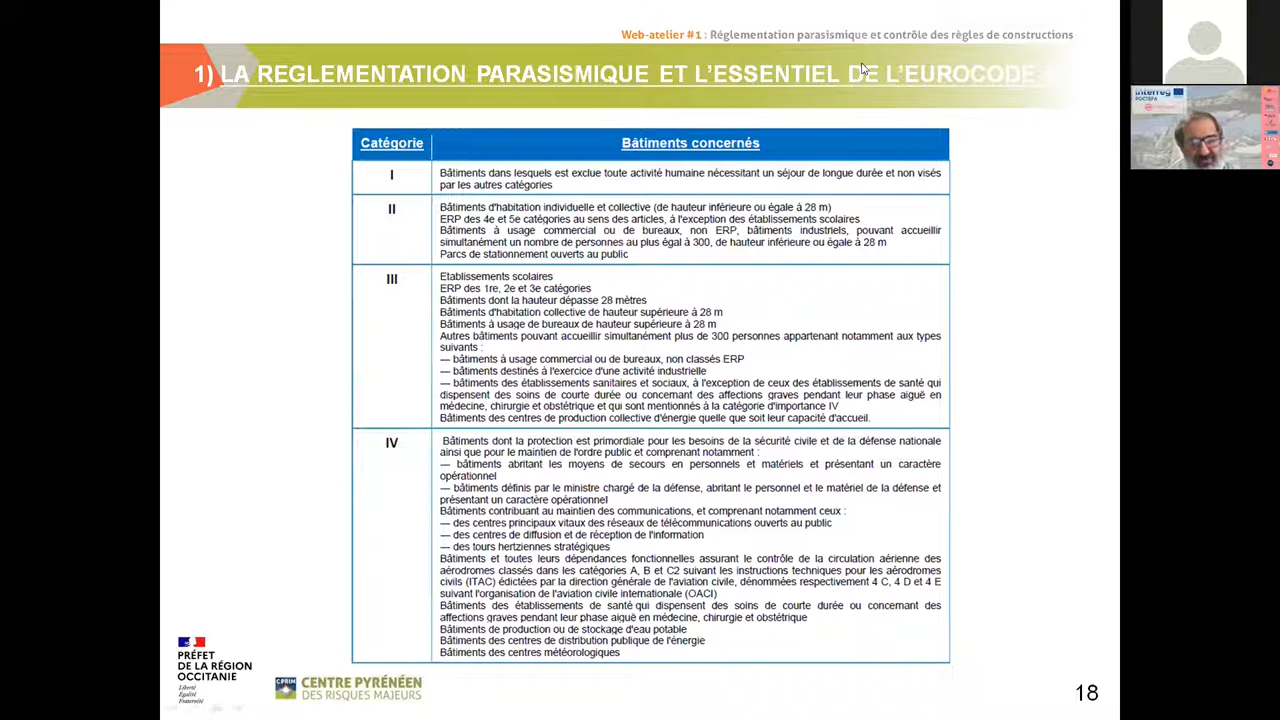 Web-atelier #1 : Réglementation parasismique et contrôle des règles de constructions
1) LA REGLEMENTATION PARASISMIQUE ET L'ESSENTIEL DE L'EUROCODE
Catégorie
Bâtiments concernés
I
Bâtiments dans lesquels est exclue toute activité humaine nécessitant un séjour de longue durée et non visés
par les autres catégories
II
Bâtiments d'habitation individuelle et collective (de hauteur inférieure ou égale à 28 m)
ERP des 4e et 5e catégories au sens des articles, à l'exception des établissements scolaires
Bâtiments à usage commercial ou de bureaux, non ERP, bâtiments industriels, pouvant accueillir
simultanément un nombre de personnes au plus égal à 300, de hauteur inférieure ou égale à 28 m
Parcs de stationnement ouverts au public
III
Etablissements scolaires
ERP des 1re, 2e et 3e catégories
Bâtiments dont la hauteur dépasse 28 mètres
Bâtiments d'habitation collective de hauteur supérieure à 28 m
Bâtiments à usage de bureaux de hauteur supérieure à 28 m
Autres bâtiments pouvant accueillir simultanément plus de 300 personnes appartenant notamment aux types
suivants :
— bâtiments à usage commercial ou de bureaux, non classés ERP
— bâtiments destinés à l'exercice d'une activité industrielle
— bâtiments des établissements sanitaires et sociaux, à l'exception de ceux des établissements de santé qui
dispensent des soins de courte durée ou concernant des affections graves pendant leur phase aiguë en
médecine, chirurgie et obstétrique et qui sont mentionnés à la catégorie d'importance IV
Bâtiments des centres de production collective d'énergie quelle que soit leur capacité d'accueil.
IV
Bâtiments dont la protection est primordiale pour les besoins de la sécurité civile et de la défense nationale
ainsi que pour le maintien de l'ordre public et comprenant notamment :
— bâtiments abritant les moyens de secours en personnels et matériels et présentant un caractère
opérationnel
— bâtiments définis par le ministre chargé de la défense, abritant le personnel et le matériel de la défense et
présentant un caractère opérationnel
Bâtiments contribuant au maintien des communications, et comprenant notamment ceux :
— des centres principaux vitaux des réseaux de télécommunications ouverts au public
— des centres de diffusion et de réception de l'information
— des tours hertziennes stratégiques
Bâtiments et toutes leurs dépendances fonctionnelles assurant le contrôle de la circulation aérienne des
aérodromes classés dans les catégories A, B et C2 suivant les instructions techniques pour les aérodromes
civils (ITAC) édictées par la direction générale de l'aviation civile, dénommées respectivement 4 C, 4 D et 4 E
suivant l'organisation de l'aviation civile internationale (OACI)
Bâtiments des établissements de santé qui dispensent des soins de courte durée ou concernant des
affections graves pendant leur phase aiguë en médecine, chirurgie et obstétrique
Bâtiments de production ou de stockage d'eau potable
Bâtiments des centres de distribution publique de l'énergie
Bâtiments des centres météorologiques
PRÉFET
DE LA RÉGION
OCCITANIE
Liberté
Égalité
Fraternité
CPRIM
CENTRE PYRÉNÉEN
DES RISQUES MAJEURS
18
Interreg
POCTEFA